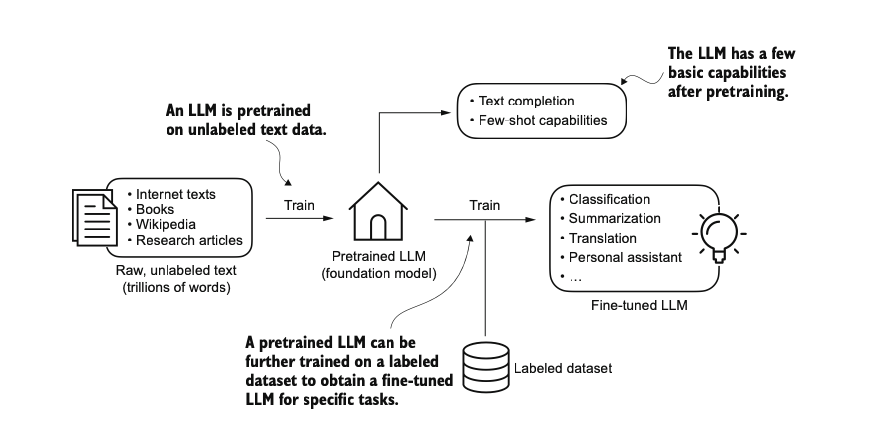 The LLM has a few
basic capabilities
after pretraining.
• Text completion
• Few-shot capabilities
An LLM is pretrained
on unlabeled text data.
• Internet texts
• Books
• Wikipedia
• Research articles
Raw, unlabeled text
(trillions of words)
Train
Pretrained LLM
(foundation model)
Train
• Classification
• Summarization
• Translation
• Personal assistant
• ...
Fine-tuned LLM
A pretrained LLM can be
further trained on a labeled
dataset to obtain a fine-tuned
LLM for specific tasks.
Labeled dataset